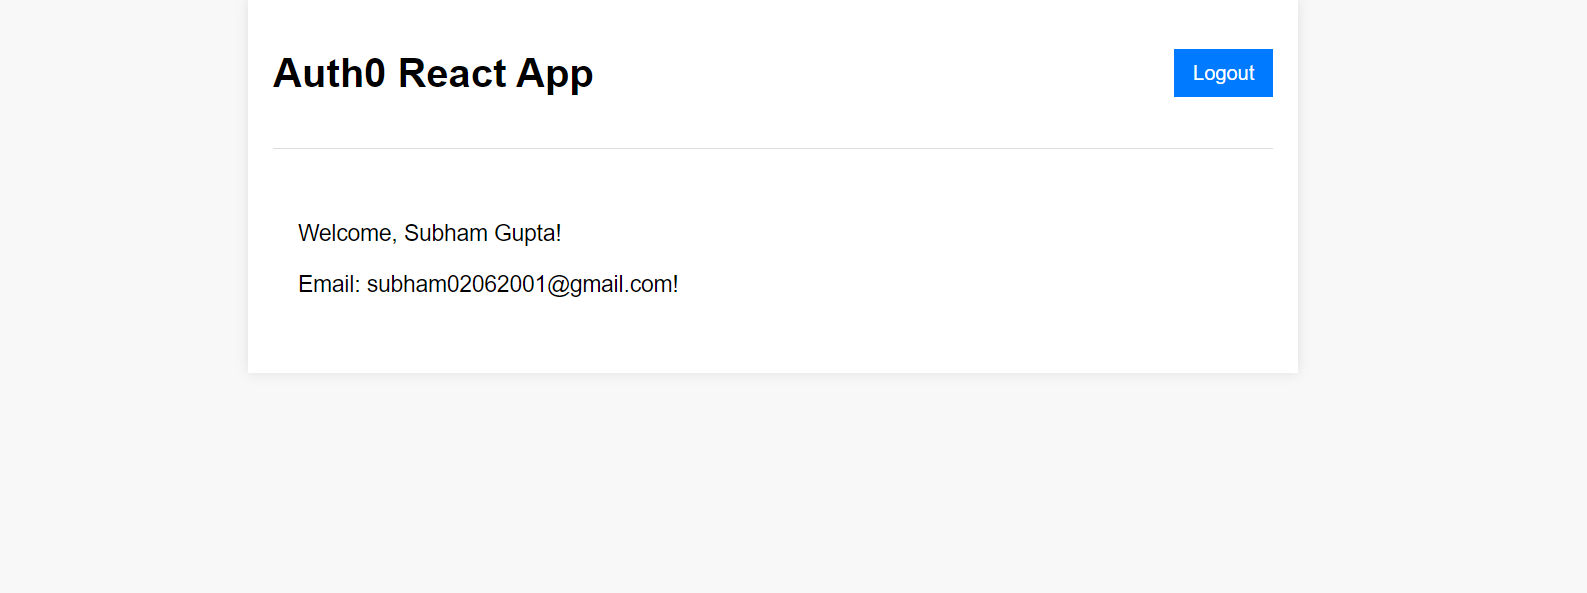 Auth0 React App
Logout
Welcome, Subham Gupta!
Email: subham02062001@gmail.com!